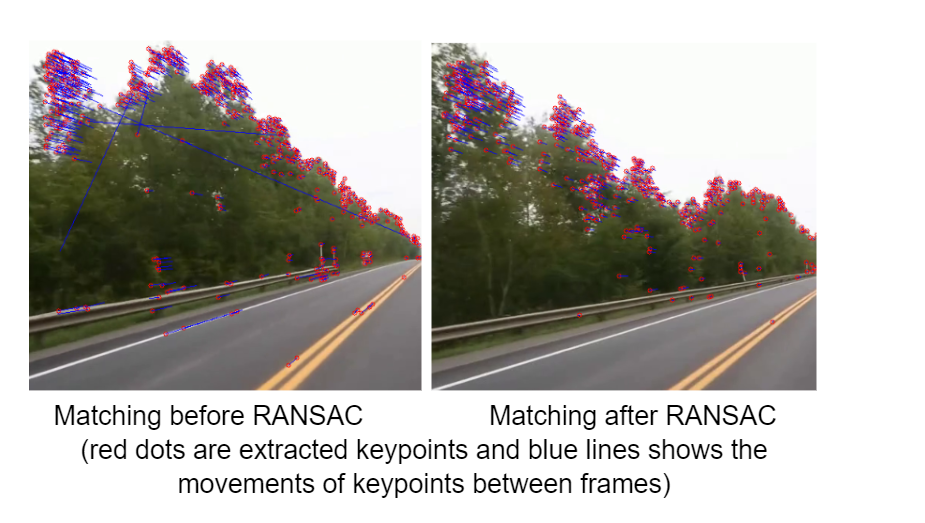 Matching before RANSAC
Matching after RANSAC
(red dots are extracted keypoints and blue lines shows the
movements of keypoints between frames)